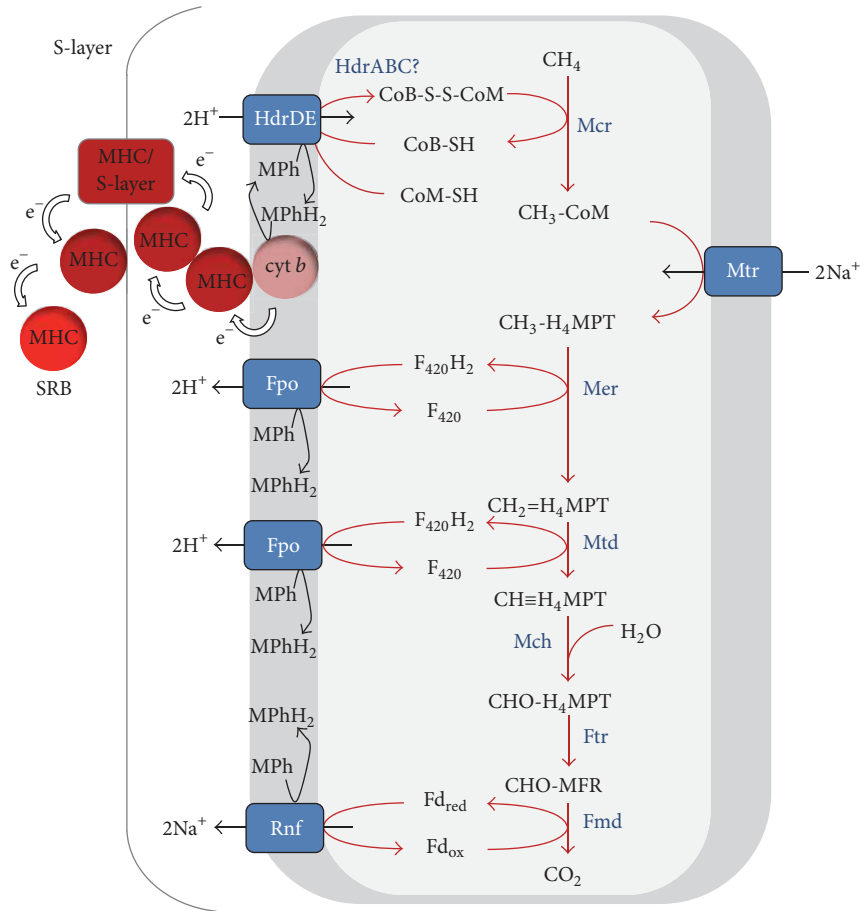 S-layer
HdrABC?
CH₄
CoB-S-S-CoM
2H⁺
HdrDE
Mcr
CoB-SH
MHC/
S-layer
e⁻
MPh
CoM-SH
e⁻
MPhH₂
CH₃-CoM
MHC
e⁻
MHC
cyt b
MHC
Mtr
2Na⁺
e⁻
CH₃-H₄MPT
MHC
e⁻
SRB
F₄₂₀H₂
2H⁺
Fpo
Mer
F₄₂₀
MPh
MPhH₂
CH₂=H₄MPT
F₄₂₀H₂
2H⁺
Fpo
Mtd
F₄₂₀
MPh
CH≡H₄MPT
MPhH₂
Mch
H₂O
CHO-H₄MPT
MPhH₂
Ftr
MPh
CHO-MFR
Fd_red
2Na⁺
Rnf
Fmd
Fd_ox
CO₂